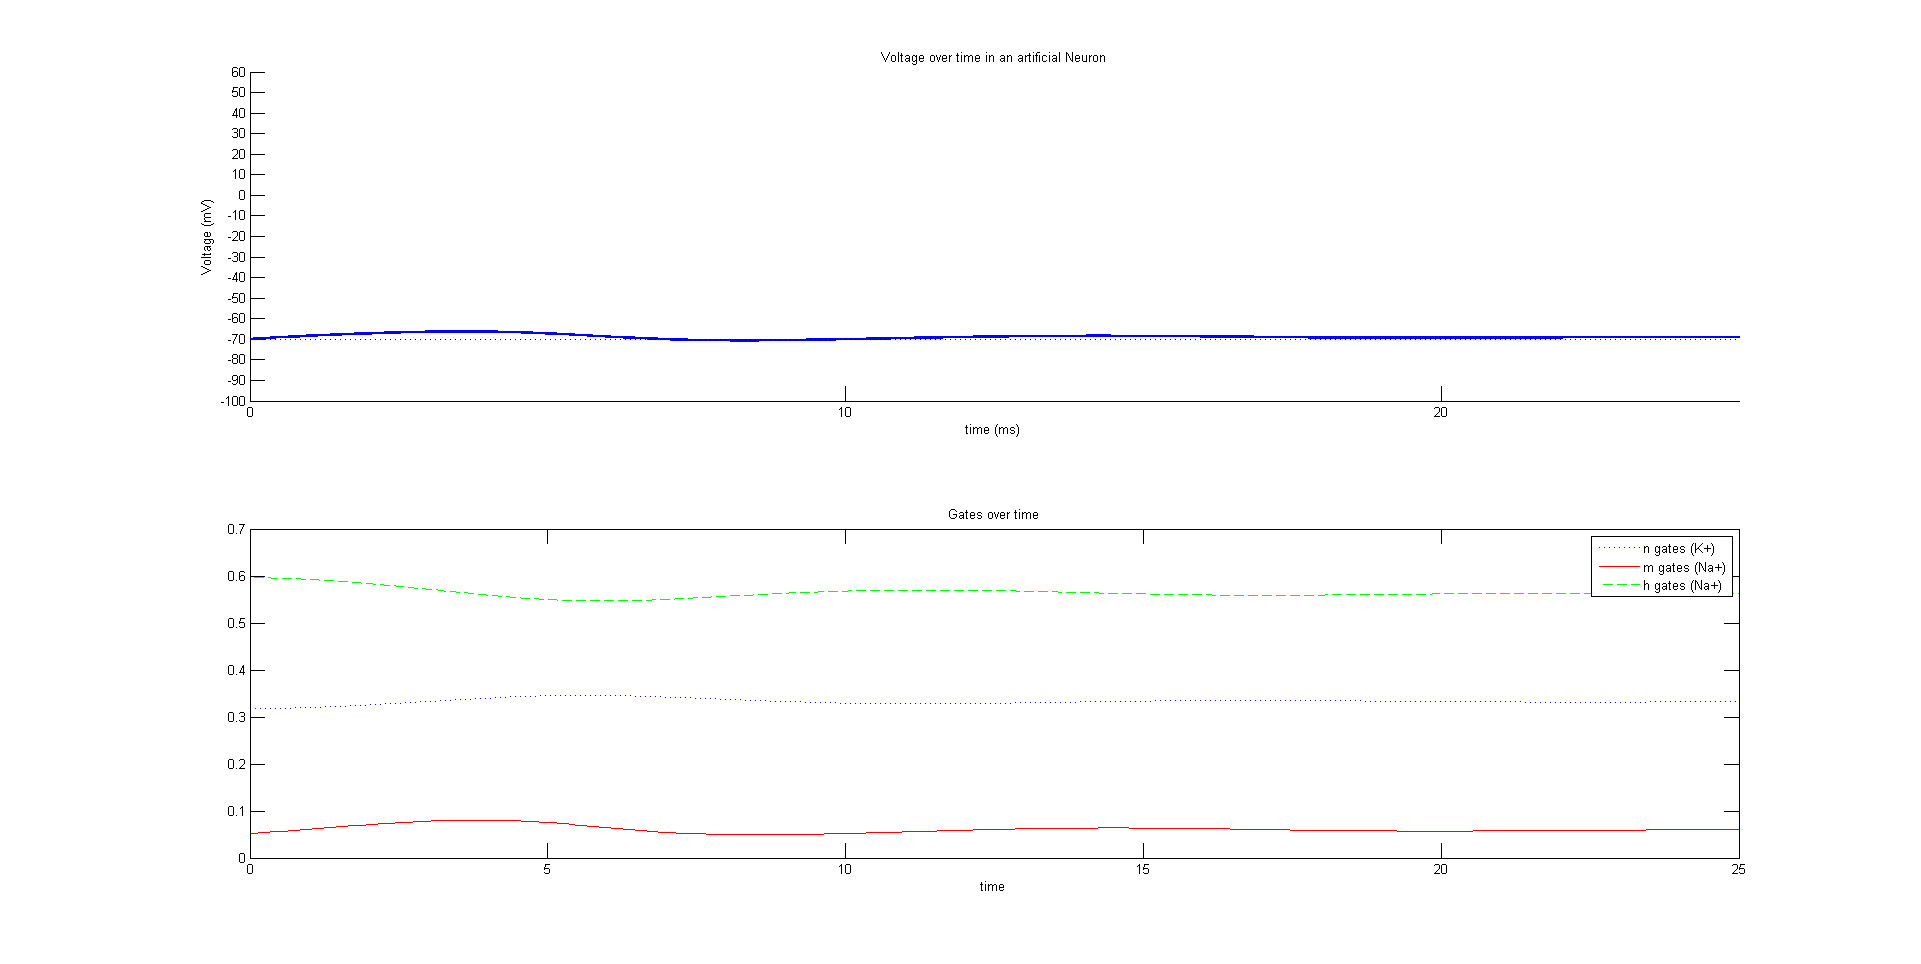 Voltage over time in an artificial Neuron
60
50
40
30
20
10
0
-10
-20
-30
-40
-50
-60
-70
-80
-90
-100
Voltage (mV)
0 10 20
time (ms)
Gates over time
0.7
0.6
0.5
0.4
0.3
0.2
0.1
0
n gates (K+)
m gates (Na+)
h gates (Na+)
0 5 10 15 20 25
time